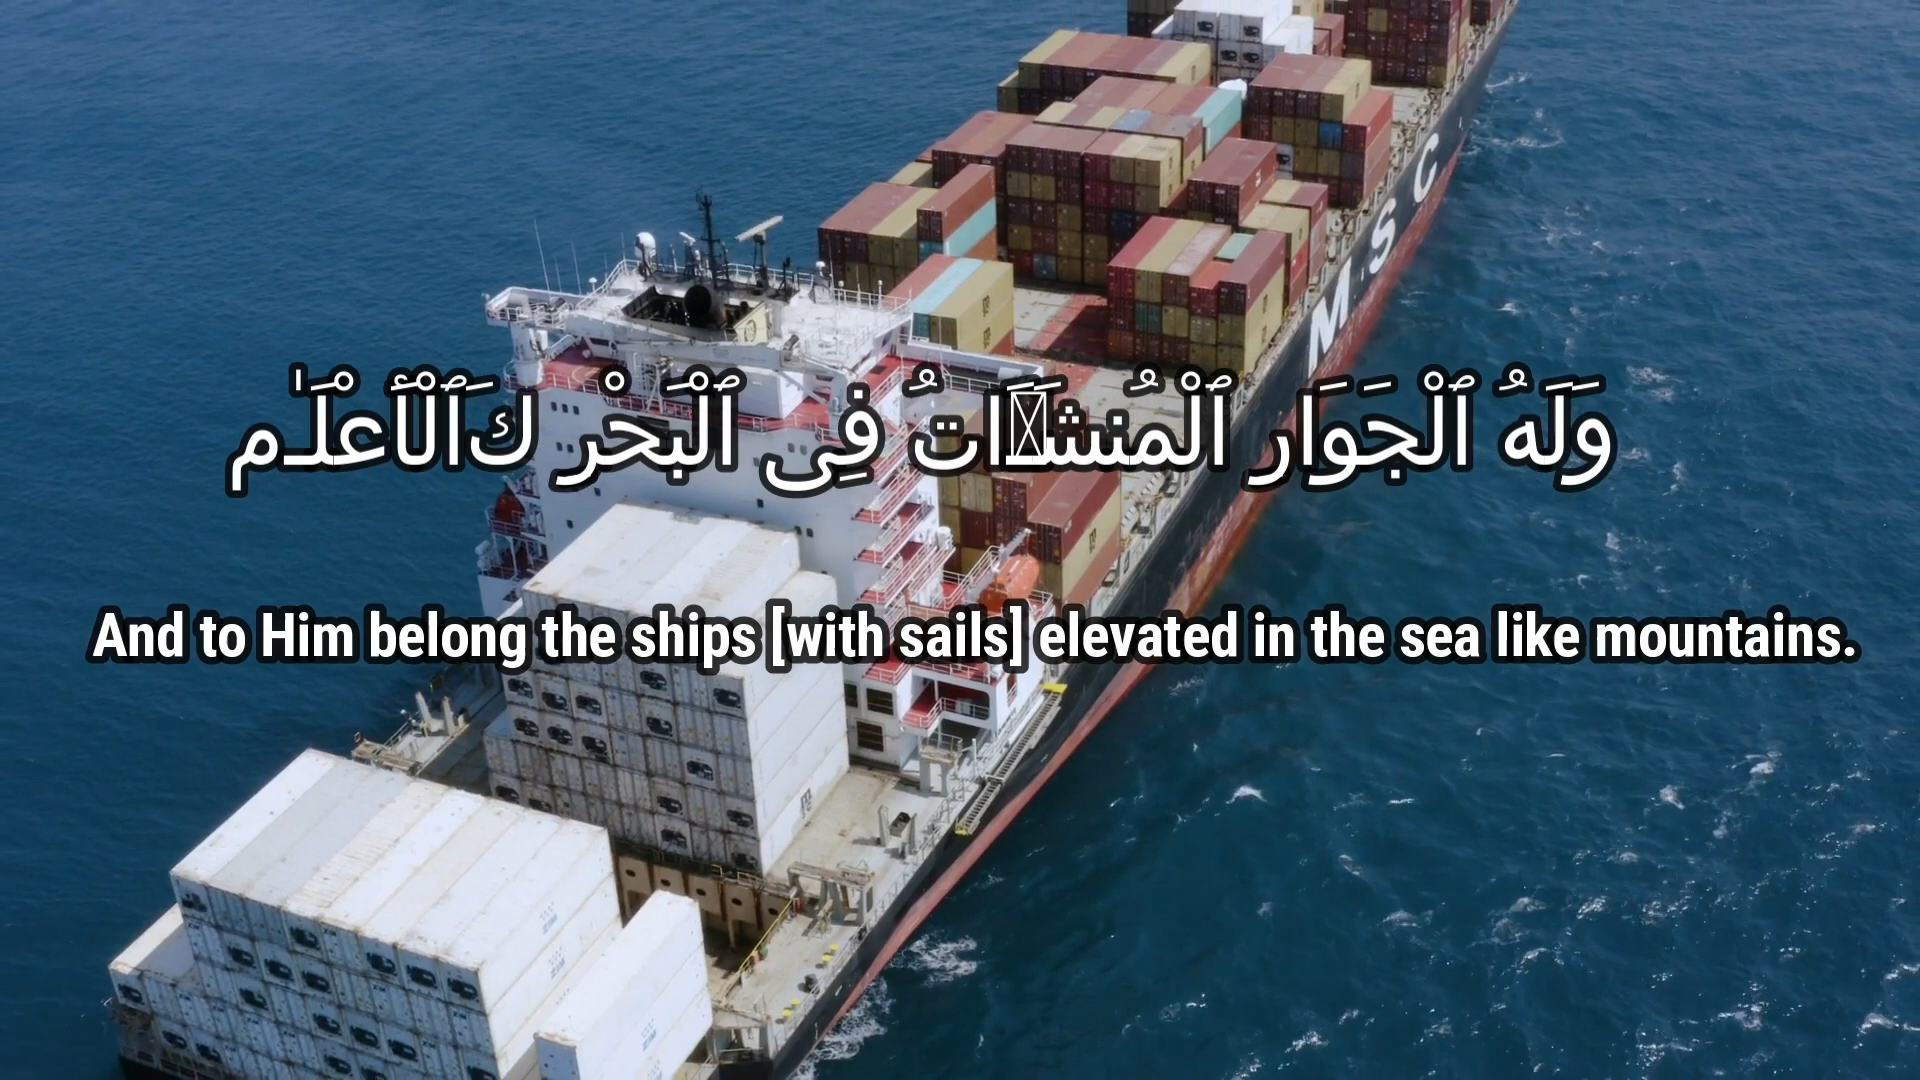 MSC
وَلَهُ ٱلْجَوَار ٱلْمُنشَـَٔاتُ فِى ٱلْبَحْر كَٱلْأَعْلَـٰم
And to Him belong the ships [with sails] elevated in the sea like mountains.